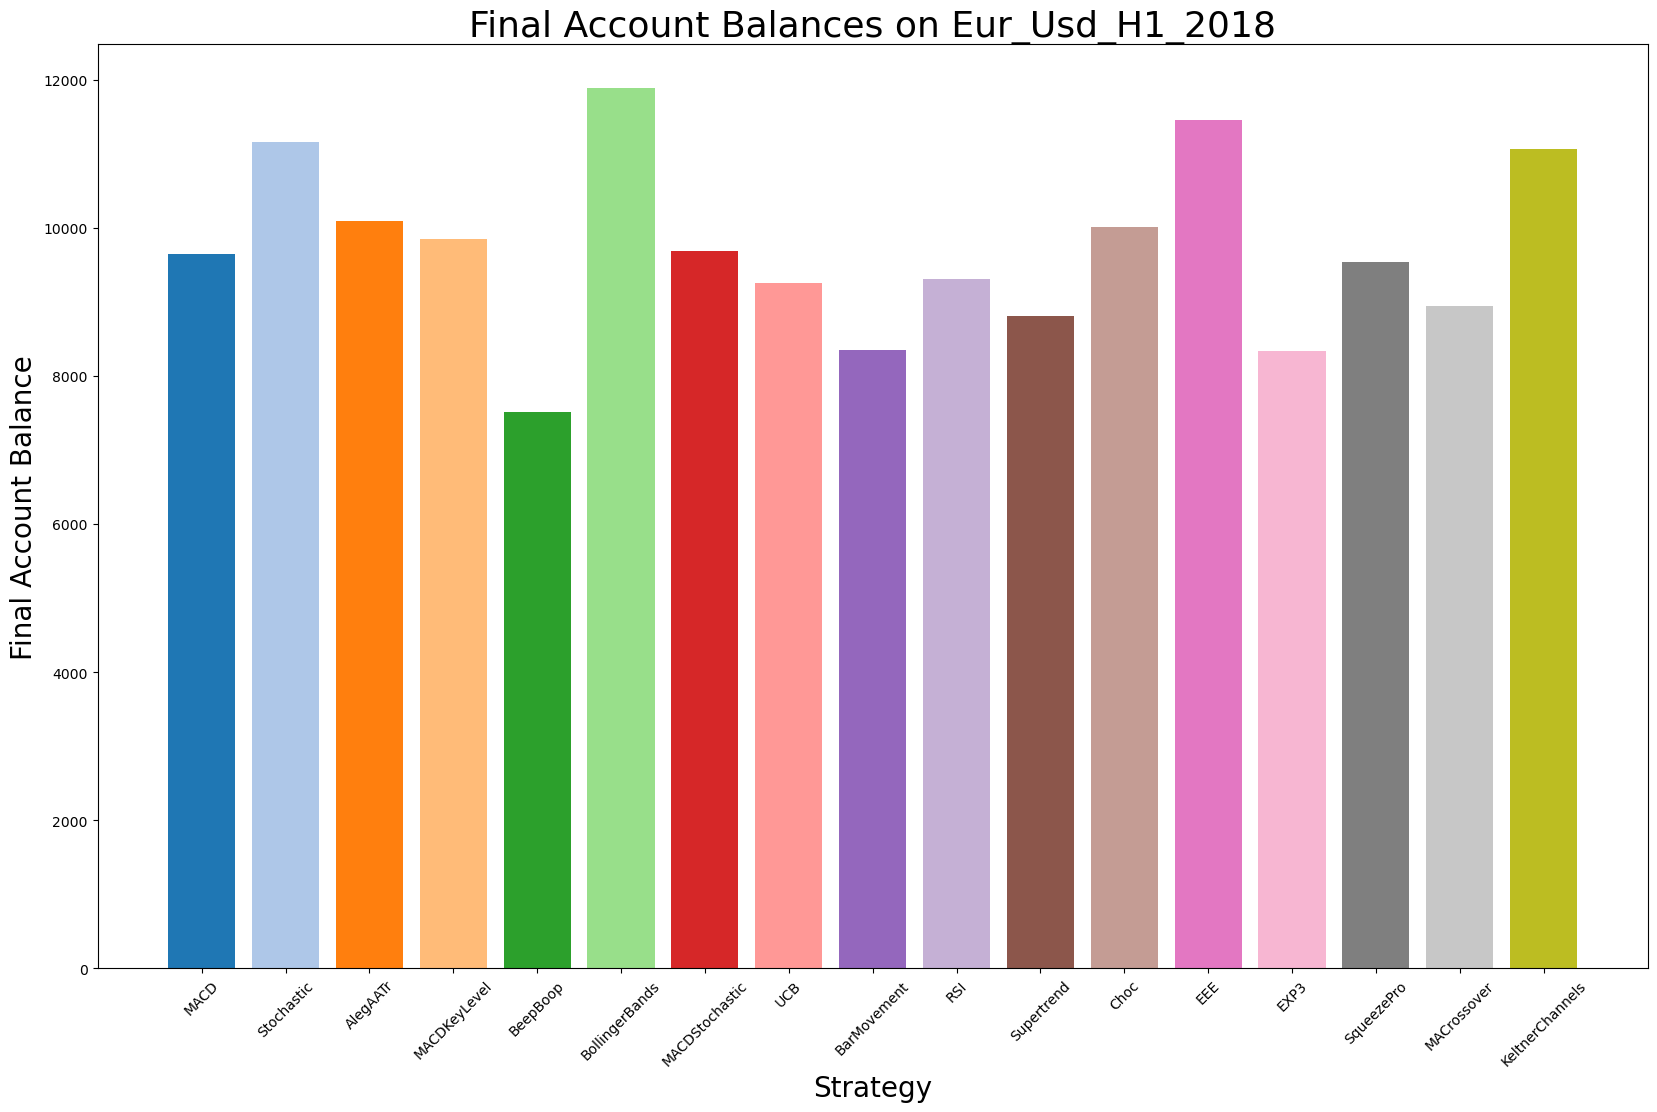 Final Account Balances on Eur_Usd_H1_2018
Final Account Balance
12000
10000
8000
6000
4000
2000
0
MACD
Stochastic
AlegAATr
MACDKeyLevel
BeepBoop
BollingerBands
MACDStochastic
UCB
BarMovement
RSI
Supertrend
Choc
EEE
EXP3
SqueezePro
MACrossover
KeltnerChannels
Strategy